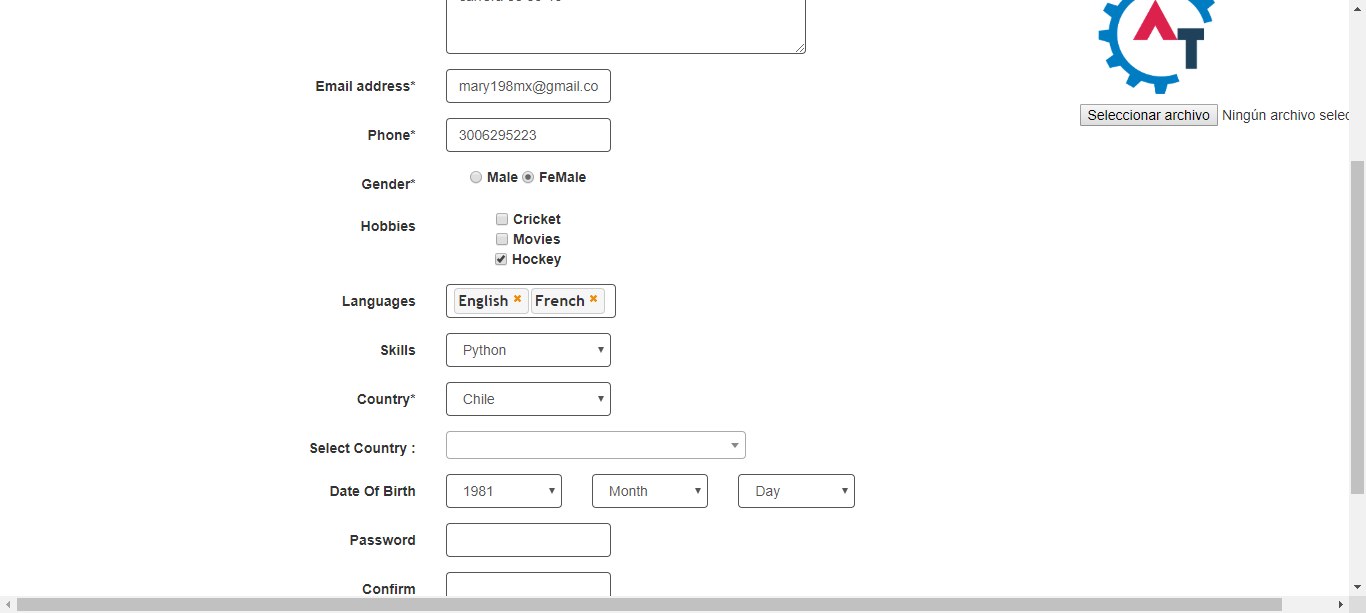 Email address*
mary198mx@gmail.co
Seleccionar archivo Ningún archivo selec
Phone*
3006295223
Gender*
Male FeMale
Hobbies
Cricket
Movies
Hockey
Languages
English French
Skills
Python
Country*
Chile
Select Country :
Date Of Birth
1981 Month Day
Password
Confirm